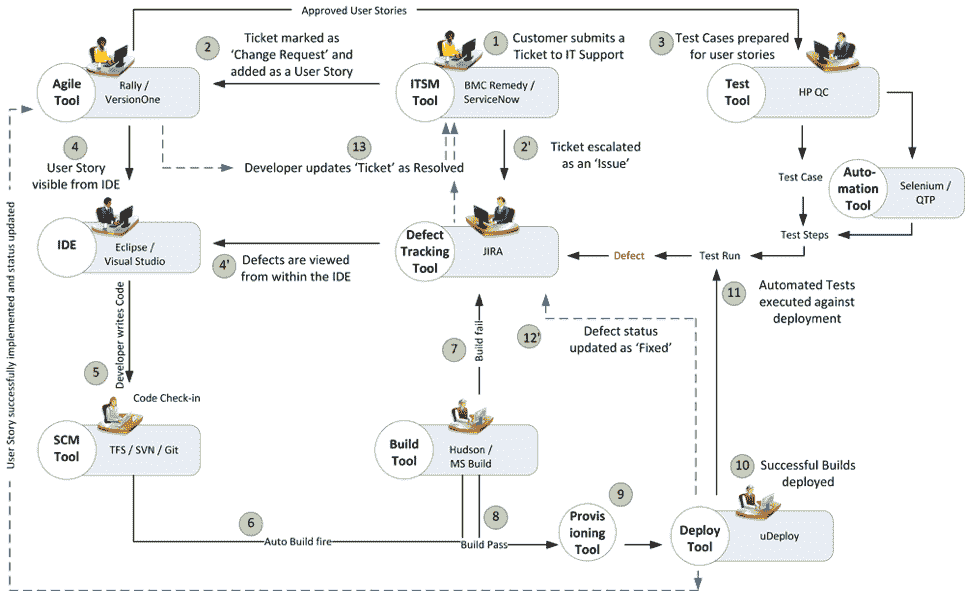 Approved User Stories
2
Ticket marked as
‘Change Request’ and
added as a User Story
1
Customer submits a
Ticket to IT Support
3
Test Cases prepared
for user stories
Agile
Tool
Rally /
VersionOne
ITSM
Tool
BMC Remedy /
ServiceNow
Test
Tool
HP QC
4
User Story
visible from IDE
13
Developer updates ‘Ticket’ as Resolved
2'
Ticket escalated
as an ‘Issue’
Test Case
Auto-
mation
Tool
Selenium /
QTP
IDE
Eclipse /
Visual Studio
4'
Defects are viewed
from within the IDE
Defect
Tracking
Tool
JIRA
Test Steps
Defect
Test Run
11
Automated Tests
executed against
deployment
User Story successfully implemented and status updated
5
Developer writes Code
Code Check-in
7
Build fail
12'
Defect status
updated as ‘Fixed’
SCM
Tool
TFS / SVN / Git
Build
Tool
Hudson /
MS Build
10
Successful Builds
deployed
6
Auto Build fire
8
Build Pass
9
Provis
ioning
Tool
Deploy
Tool
uDeploy